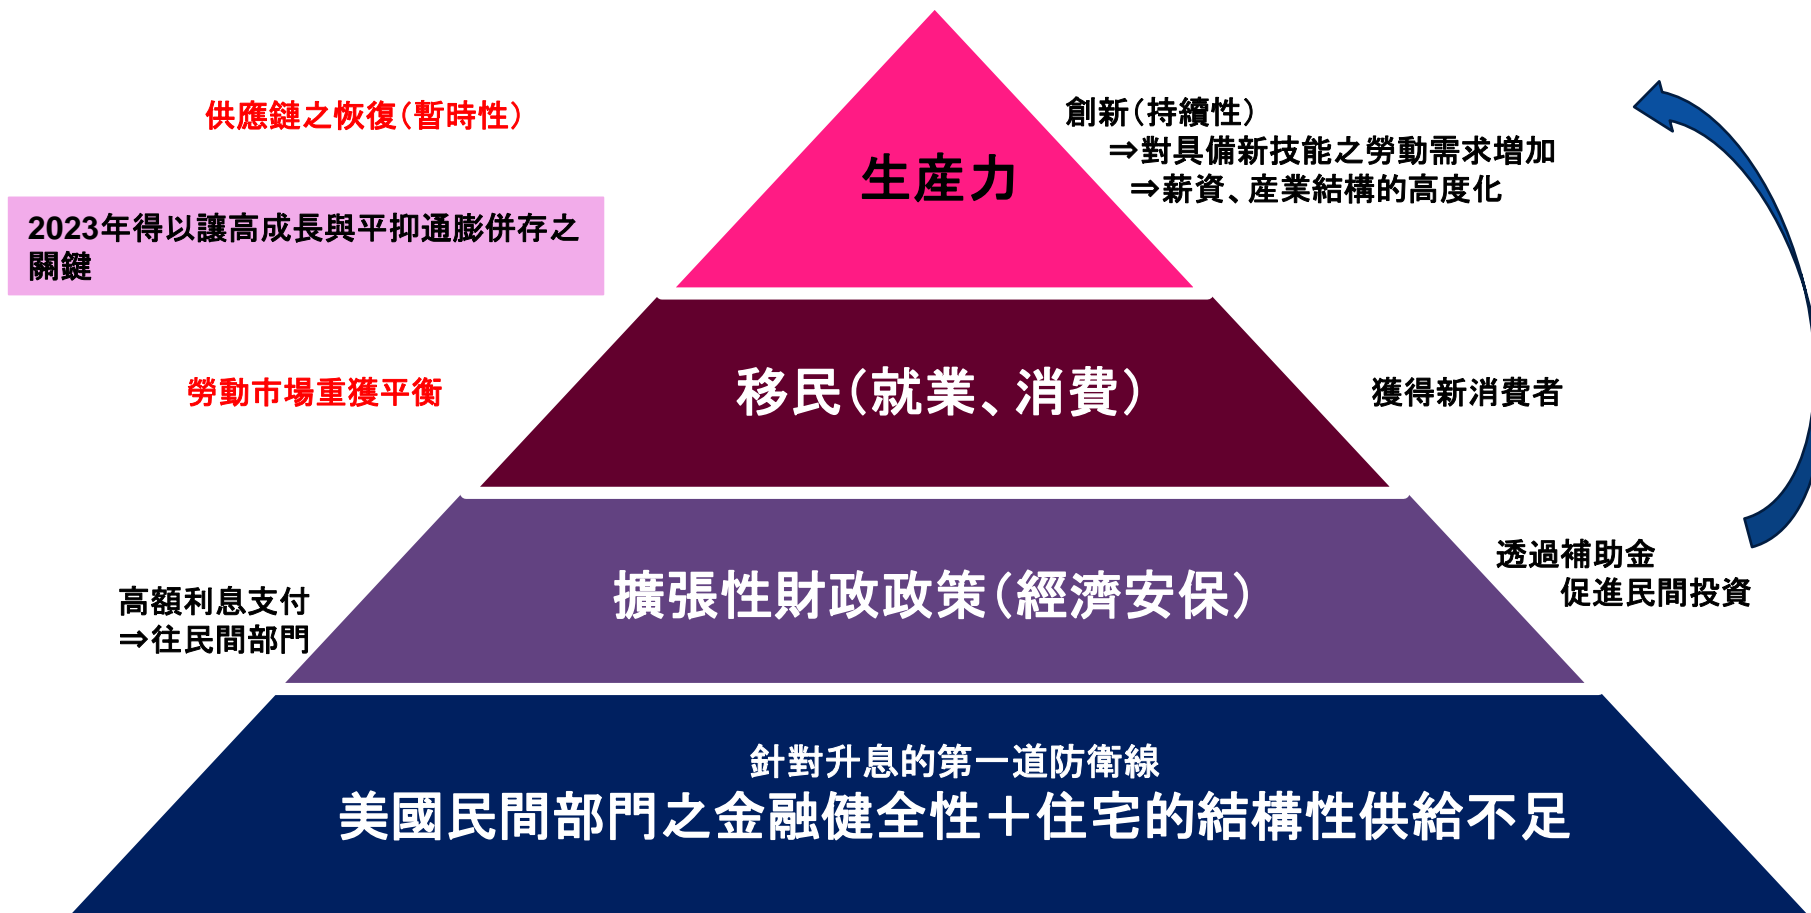 供應鏈之恢復（暫時性）
創新（持續性）
⇒對具備新技能之勞動需求增加
⇒薪資、產業結構的高度化
生産力
2023年得以讓高成長與平抑通膨併存之
關鍵
勞動市場重獲平衡
移民（就業、消費）
獲得新消費者
高額利息支付
⇒往民間部門
擴張性財政政策（經濟安保）
透過補助金
促進民間投資
針對升息的第一道防衛線
美國民間部門之金融健全性＋住宅的結構性供給不足